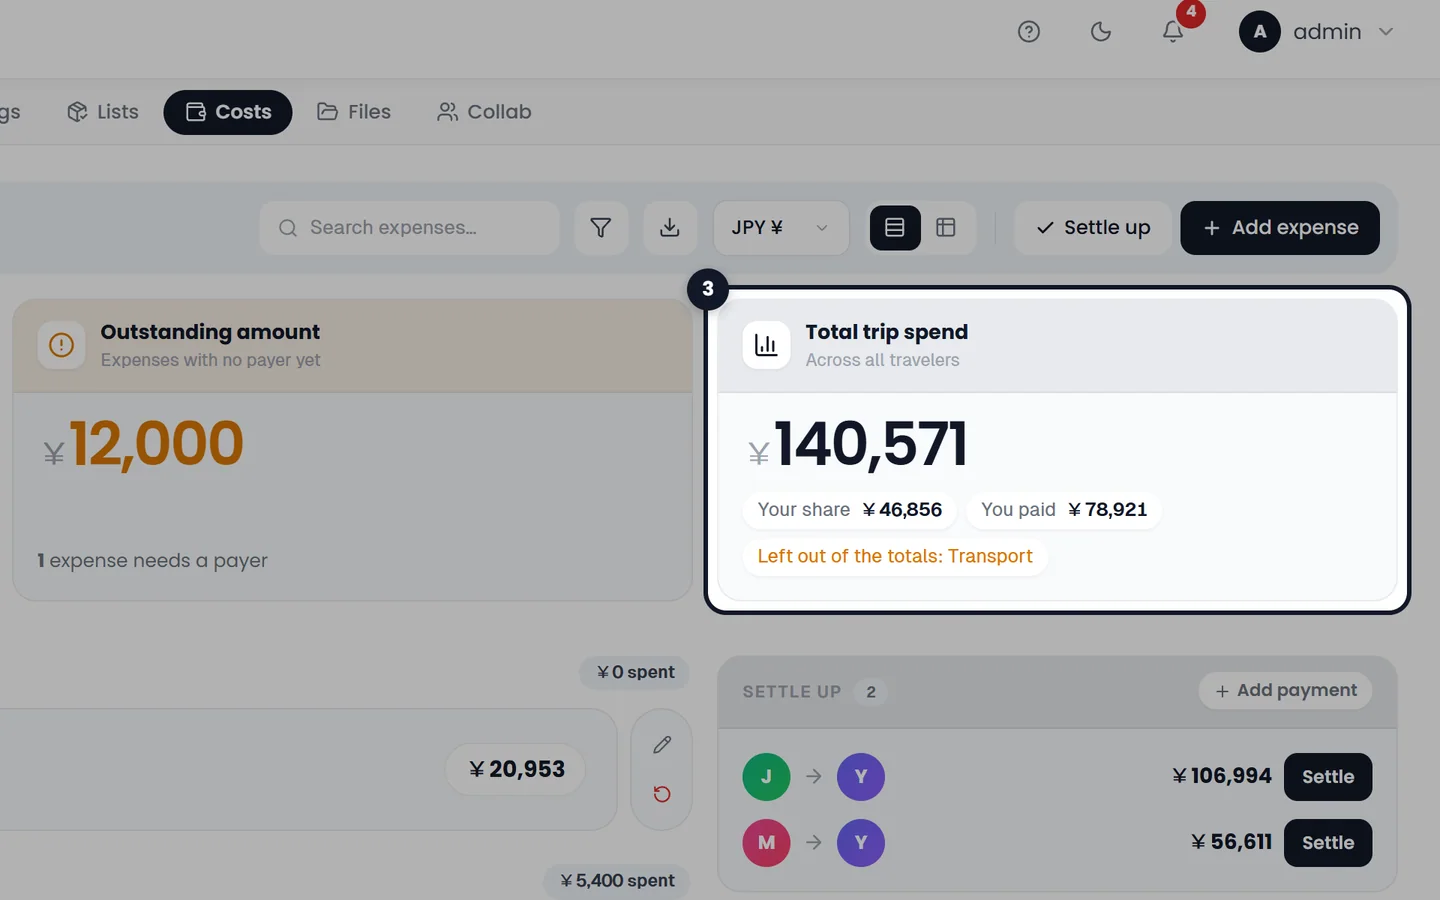 4
A admin
gs Lists Costs Files Collab
Search expenses... JPY ¥ Settle up + Add expense
3
Outstanding amount
Expenses with no payer yet
¥12,000
1 expense needs a payer
Total trip spend
Across all travelers
¥140,571
Your share ¥ 46,856 You paid ¥ 78,921
Left out of the totals: Transport
¥ 0 spent
¥ 20,953
¥ 5,400 spent
SETTLE UP 2 + Add payment
J → Y ¥ 106,994 Settle
M → Y ¥ 56,611 Settle